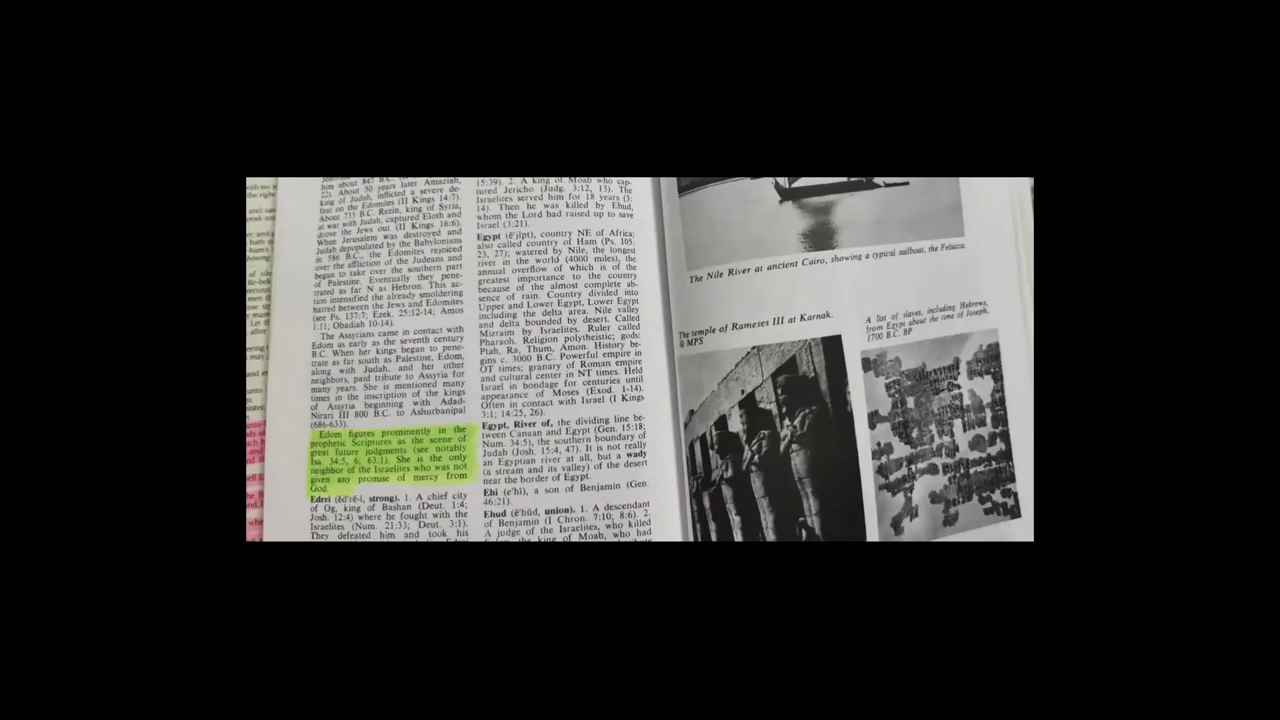 him about 847 B.C.
22). About 50 years later Amaziah,
king of Judah, inflicted a severe de-
feat on the Edomites (II Kings 14:7).
About 735 B.C. Rezin, king of Syria,
at war with Judah, captured Eloth and
drove the Jews out (II Kings 16:6).
When Jerusalem was destroyed and
Judah depopulated by the Babylonians
in 586 B.C., the Edomites rejoiced
over the affliction of the Judeans and
began to take over the southern part
of Palestine. Eventually they pene-
trated as far N as Hebron. This ac-
tion intensified the already smoldering
hatred between the Jews and Edomites
(see Ps. 137:7; Ezek. 25:12-14; Amos
1:11; Obadiah 10-14).
The Assyrians came in contact with
Edom as early as the seventh century
B.C. When her kings began to pene-
trate as far south as Palestine, Edom,
along with Judah, and her other
neighbors, paid tribute to Assyria for
many years. She is mentioned many
times in the inscription of the kings
of Assyria beginning with Adad-
Nirari III 800 B.C. to Ashurbanipal
(686-633).
Edom figures prominently in the
prophetic Scriptures as the scene of
great future judgments (see notably
Isa. 34:5, 6; 63:1). She is the only
neighbor of the Israelites who was not
given any promise of mercy from
God.
Edrei (ĕd'rē-ī, strong). 1. A chief city
of Og, king of Bashan (Deut. 1:4;
Josh. 12:4) where he fought with the
Israelites (Num. 21:33; Deut. 3:1).
They defeated him and took his
15:39). 2. A king of Moab who cap-
tured Jericho (Judg. 3:12, 13). The
Israelites served him for 18 years (3:
14). Then he was killed by Ehud,
whom the Lord had raised up to save
Israel (3:21).
Egypt (ē'jĭpt), country NE of Africa;
also called country of Ham (Ps. 105:
23, 27); watered by Nile, the longest
river in the world (4000 miles), the
annual overflow of which is of the
greatest importance to the country
because of the almost complete ab-
sence of rain. Country divided into
Upper and Lower Egypt, Lower Egypt
including the delta area. Nile valley
and delta bounded by desert. Called
Mizraim by Israelites. Ruler called
Pharaoh. Religion polytheistic; gods:
Ptah, Ra, Thum, Amon. History be-
gins c. 3000 B.C. Powerful empire in
OT times; granary of Roman empire
and cultural center in NT times. Held
Israel in bondage for centuries until
appearance of Moses (Exod. 1-14).
Often in contact with Israel (I Kings
3:1; 14:25, 26).
Egypt, River of, the dividing line be-
tween Canaan and Egypt (Gen. 15:18;
Num. 34:5), the southern boundary of
Judah (Josh. 15:4, 47). It is not really
an Egyptian river at all, but a wady
(a stream and its valley) of the desert
near the border of Egypt.
Ehi (ē'hī), a son of Benjamin (Gen.
46:21).
Ehud (ē'hŭd, union). 1. A descendant
of Benjamin (I Chron. 7:10; 8:6). 2.
A judge of the Israelites, who killed
the king of Moab, who had
The Nile River at ancient Cairo, showing a typical sailboat, the Felucca.
The temple of Rameses III at Karnak.
© MPS
A list of slaves, including Hebrews,
from Egypt about the time of Joseph,
1700 B.C. BP